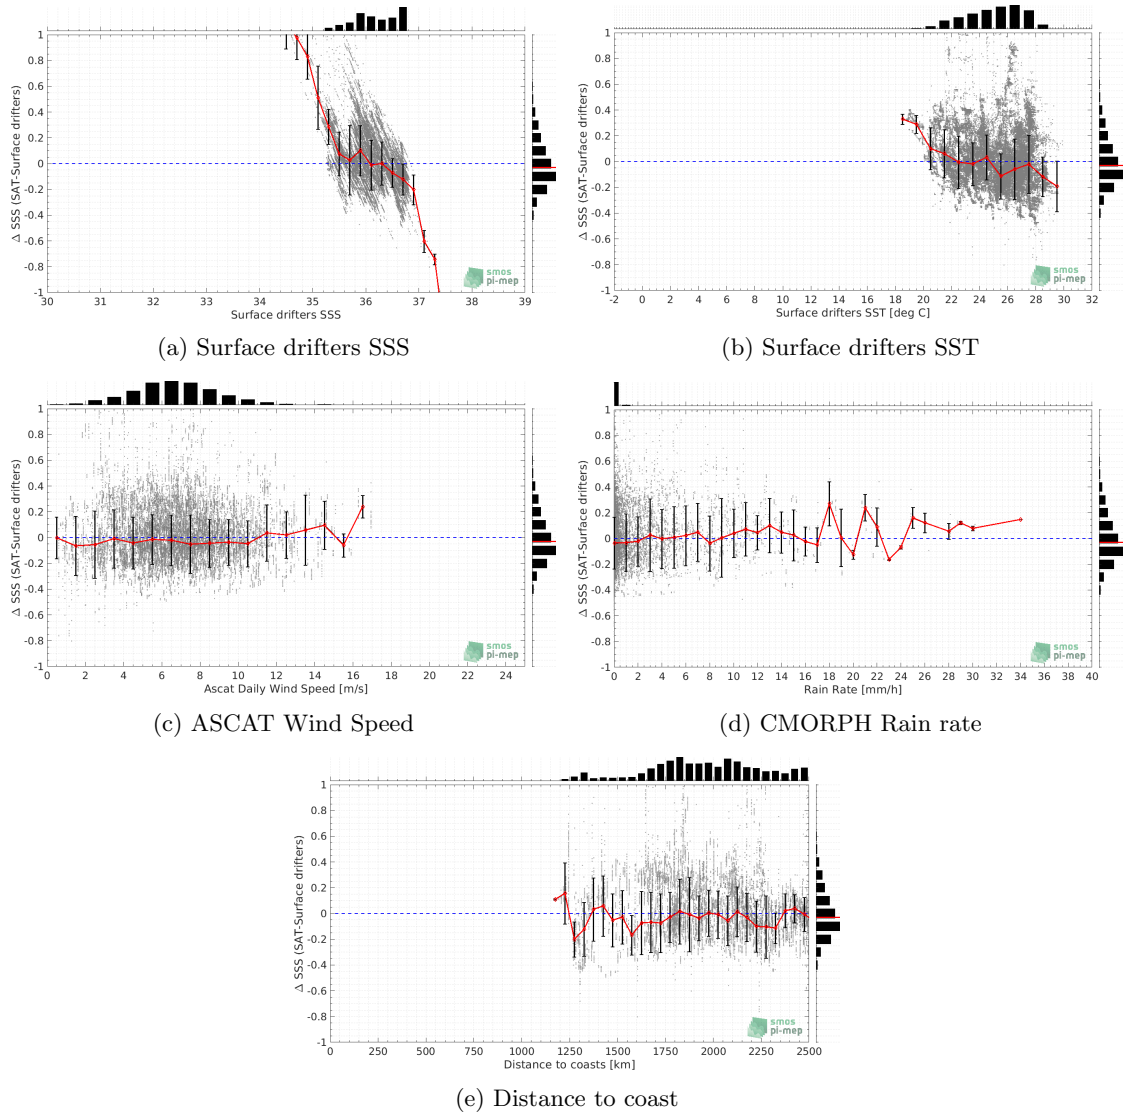 1
0.8
0.6
0.4
0.2
0
-0.2
-0.4
-0.6
-0.8
-1
Δ SSS (SAT-Surface drifters)
smos
pi-mep
30 31 32 33 34 35 36 37 38 39
Surface drifters SSS
(a) Surface drifters SSS
1
0.8
0.6
0.4
0.2
0
-0.2
-0.4
-0.6
-0.8
-1
Δ SSS (SAT-Surface drifters)
smos
pi-mep
-2 0 2 4 6 8 10 12 14 16 18 20 22 24 26 28 30 32
Surface drifters SST [deg C]
(b) Surface drifters SST
1
0.8
0.6
0.4
0.2
0
-0.2
-0.4
-0.6
-0.8
-1
Δ SSS (SAT-Surface drifters)
smos
pi-mep
0 2 4 6 8 10 12 14 16 18 20 22 24
Ascat Daily Wind Speed [m/s]
(c) ASCAT Wind Speed
1
0.8
0.6
0.4
0.2
0
-0.2
-0.4
-0.6
-0.8
-1
Δ SSS (SAT-Surface drifters)
smos
pi-mep
0 2 4 6 8 10 12 14 16 18 20 22 24 26 28 30 32 34 36 38 40
Rain Rate [mm/h]
(d) CMORPH Rain rate
1
0.8
0.6
0.4
0.2
0
-0.2
-0.4
-0.6
-0.8
-1
Δ SSS (SAT-Surface drifters)
smos
pi-mep
0 250 500 750 1000 1250 1500 1750 2000 2250 2500
Distance to coasts [km]
(e) Distance to coast